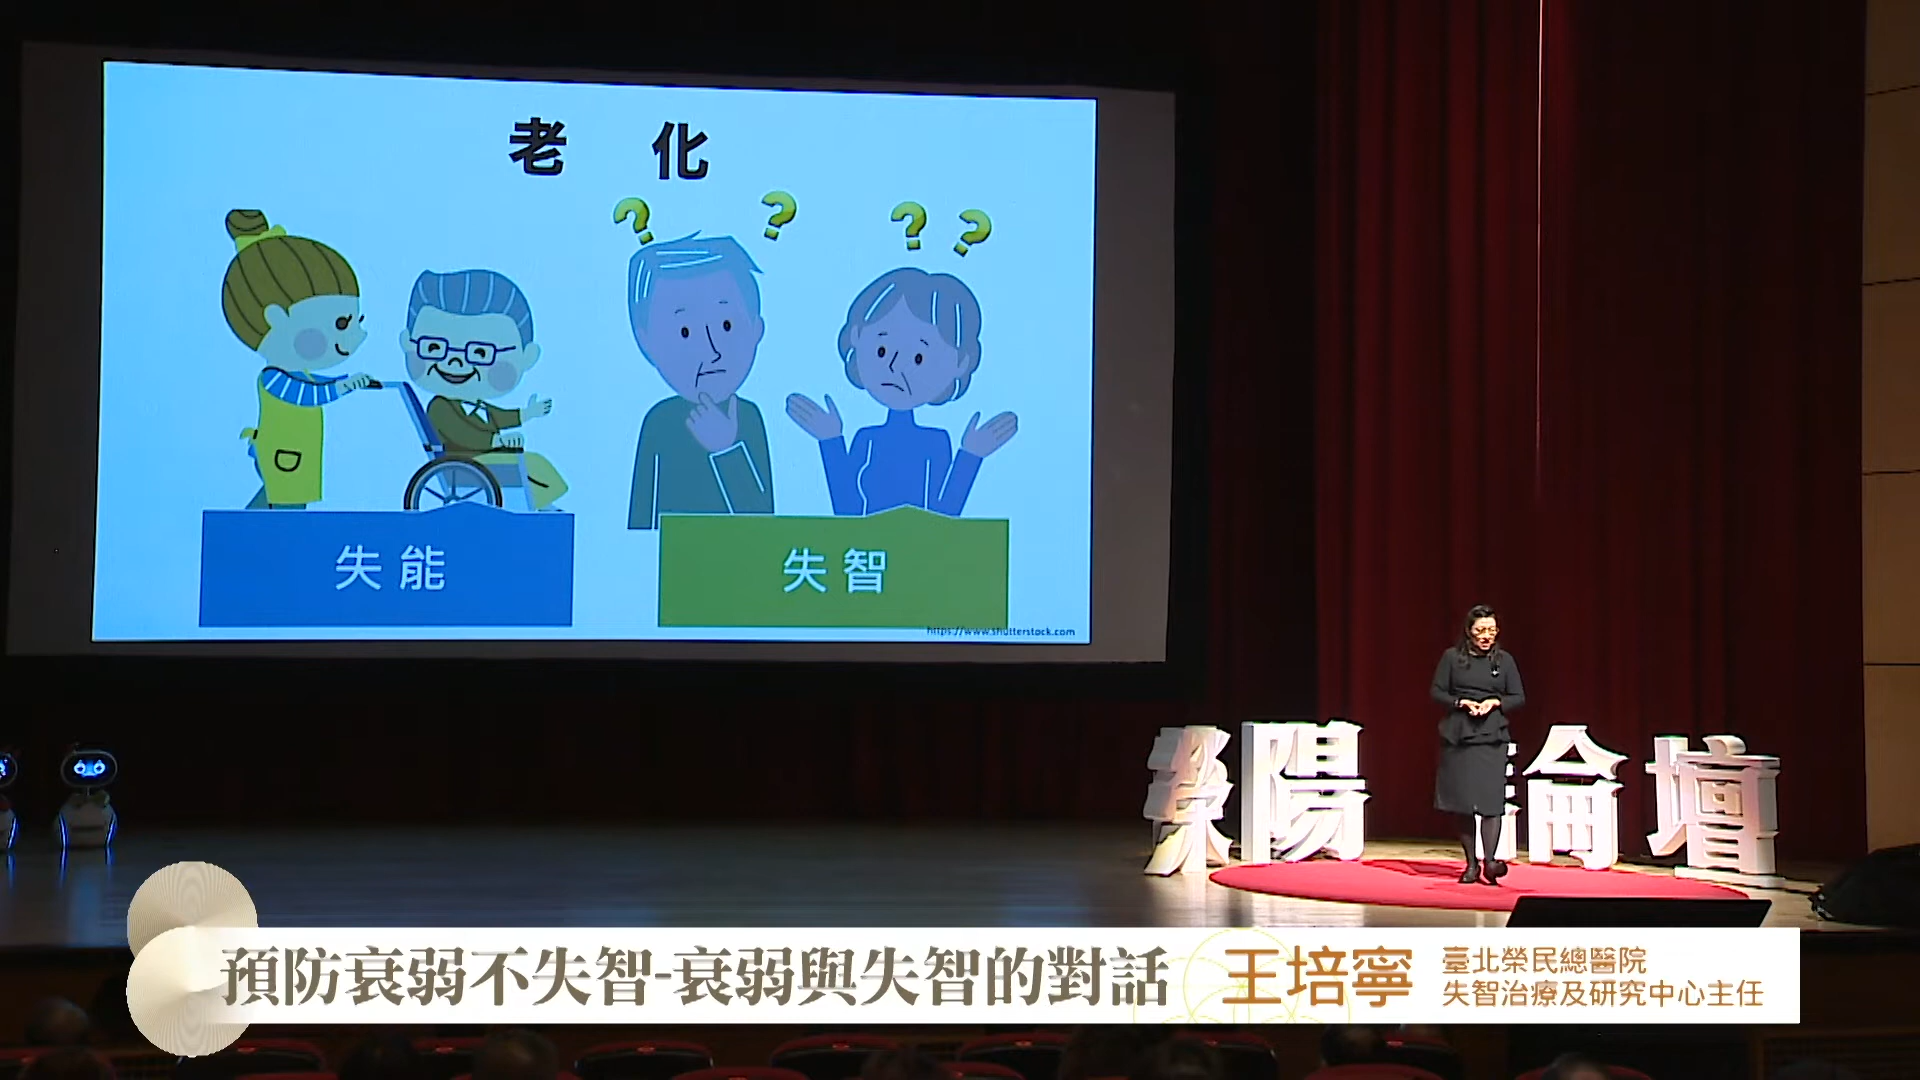 老 化
失能
失智
https://www.shutterstock.com
榮陽論壇
預防衰弱不失智-衰弱與失智的對話
王培寧
臺北榮民總醫院
失智治療及研究中心主任